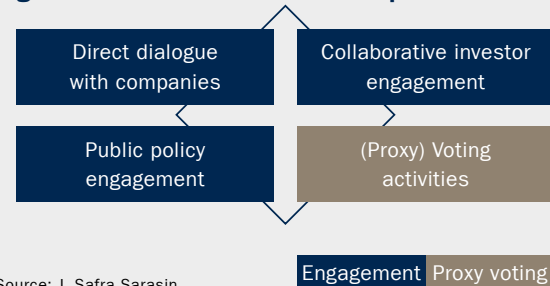 Direct dialogue
with companies
Collaborative investor
engagement
Public policy
engagement
(Proxy) Voting
activities
Engagement Proxy voting
Source: J. Safra Sarasin